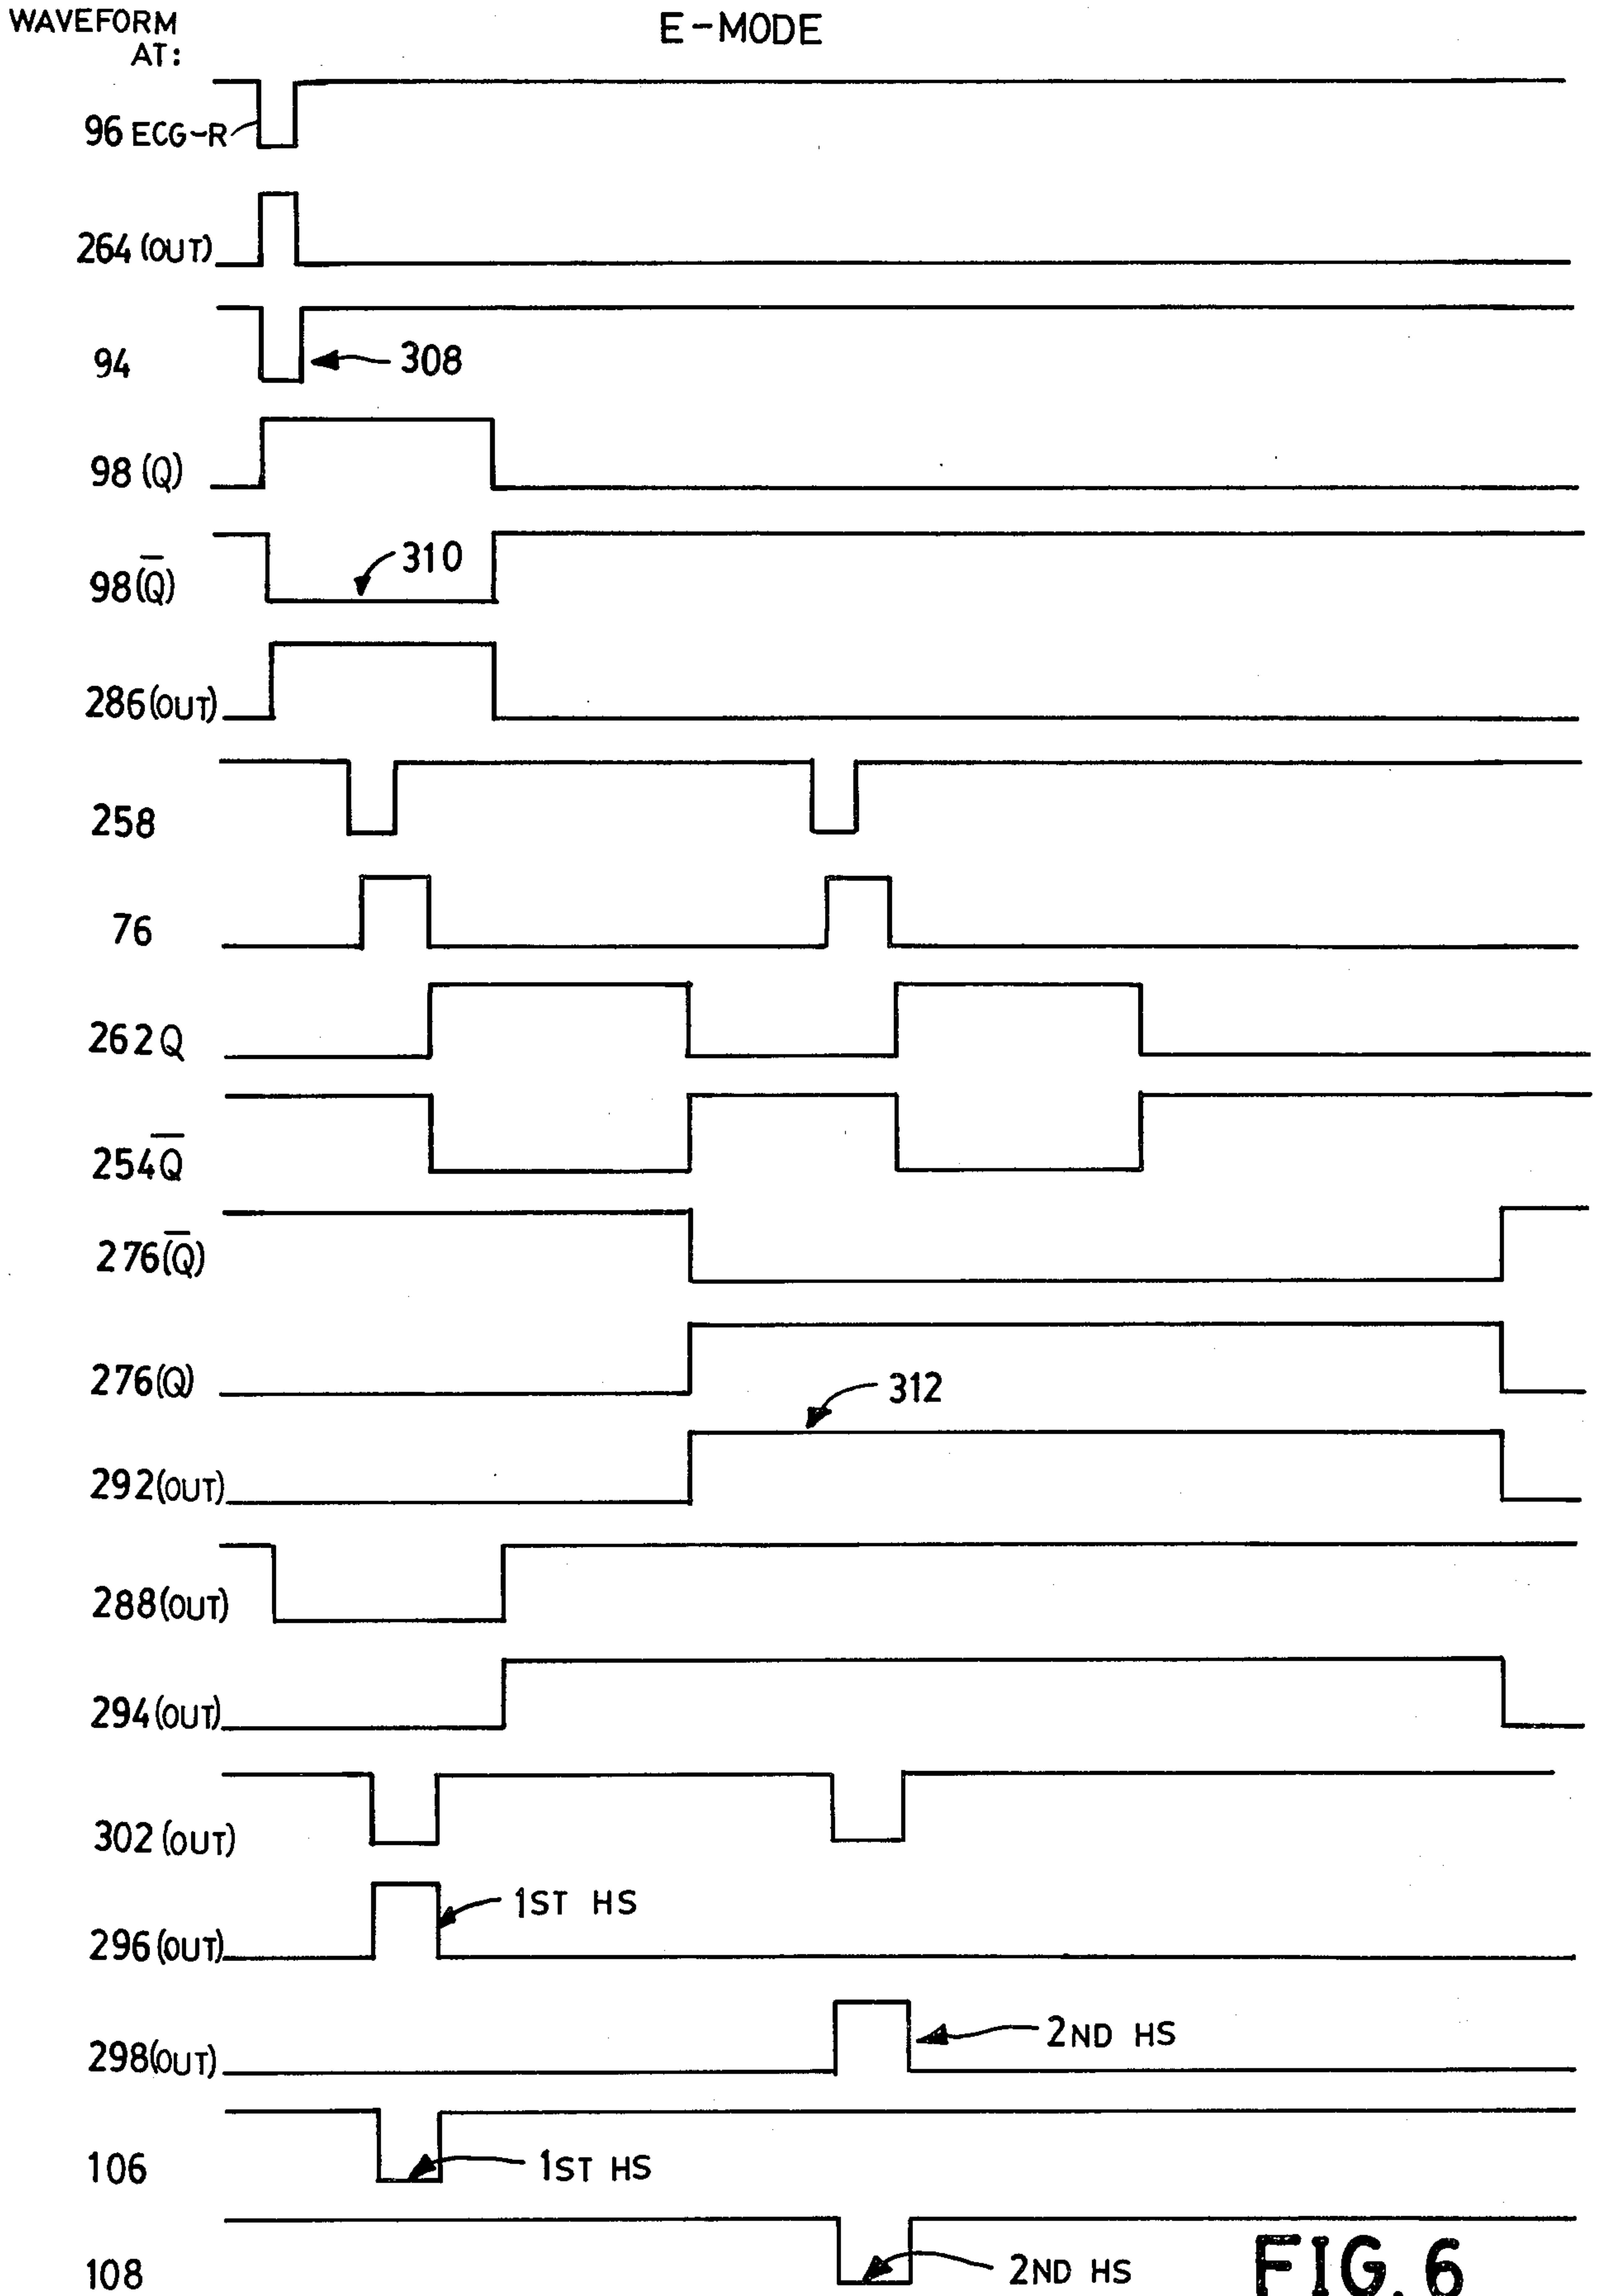 WAVEFORM
AT:
E-MODE
96 ECG-R
264 (OUT)
94
308
98 (Q)
98 (Q̅)
310
286 (OUT)
258
76
262 Q
254 Q̅
276 (Q̅)
276 (Q)
312
292 (OUT)
288 (OUT)
294 (OUT)
302 (OUT)
1ST HS
296 (OUT)
2ND HS
298 (OUT)
106
1ST HS
108
2ND HS
FIG. 6